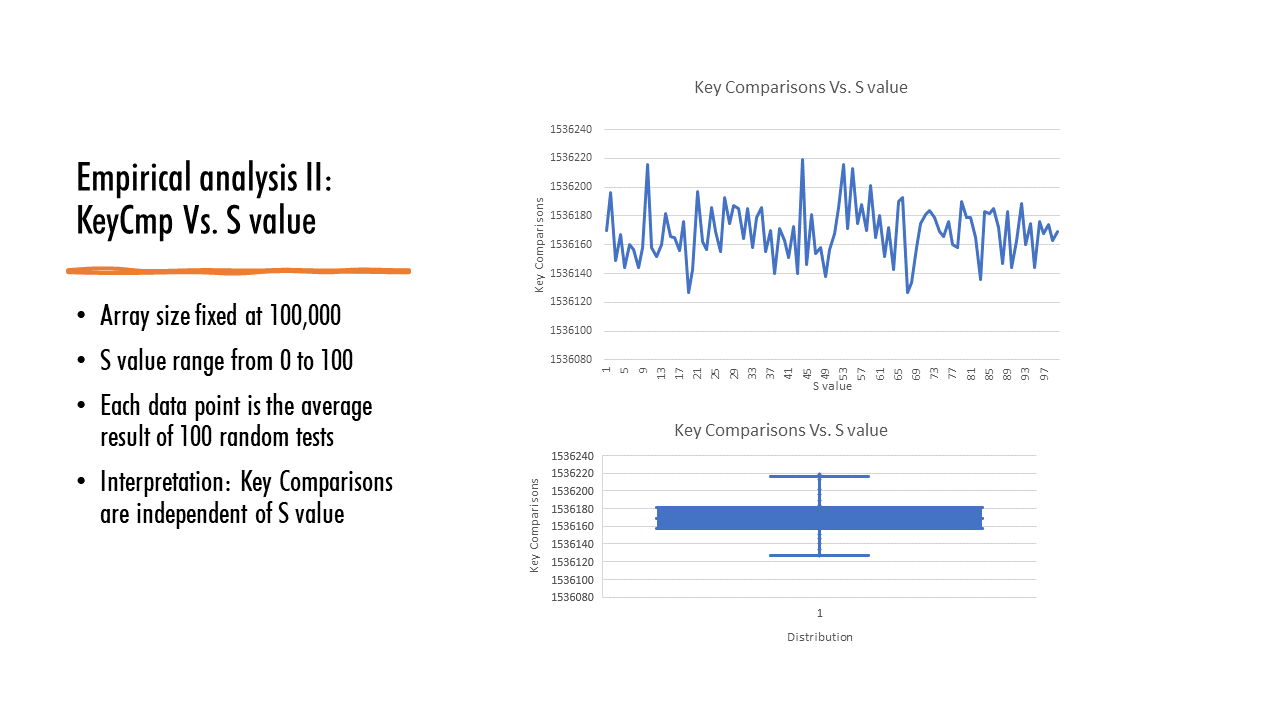 Empirical analysis II:
KeyCmp Vs. S value
• Array size fixed at 100,000
• S value range from 0 to 100
• Each data point is the average
result of 100 random tests
• Interpretation: Key Comparisons
are independent of S value
Key Comparisons Vs. S value
Key Comparisons
1536240
1536220
1536200
1536180
1536160
1536140
1536120
1536100
1536080
1 5 9 13 17 21 25 29 33 37 41 45 49 53 57 61 65 69 73 77 81 85 89 93 97
S value
Key Comparisons Vs. S value
Key Comparisons
1536240
1536220
1536200
1536180
1536160
1536140
1536120
1536100
1536080
1
Distribution